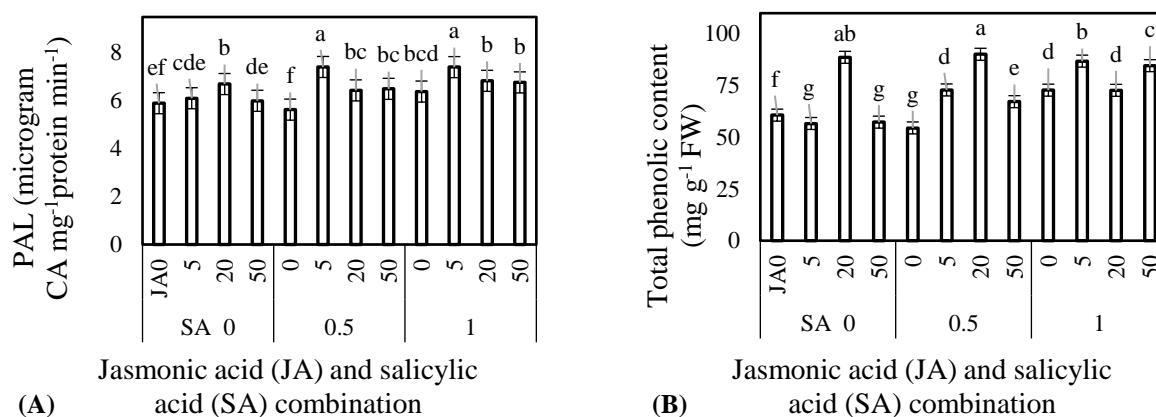 PAL (microgram
CA mg⁻¹protein min⁻¹)
8
6
4
2
0
ef cde b de f a bc bc bcd a b b
JA0 5 20 50 0 5 20 50 0 5 20 50
SA 0 0.5 1
Jasmonic acid (JA) and salicylic
(A) acid (SA) combination
Total phenolic content
(mg g⁻¹ FW)
100
75
50
25
0
f g ab g g d a e d b d c
JA0 5 20 50 0 5 20 50 0 5 20 50
SA 0 0.5 1
Jasmonic acid (JA) and salicylic
(B) acid (SA) combination